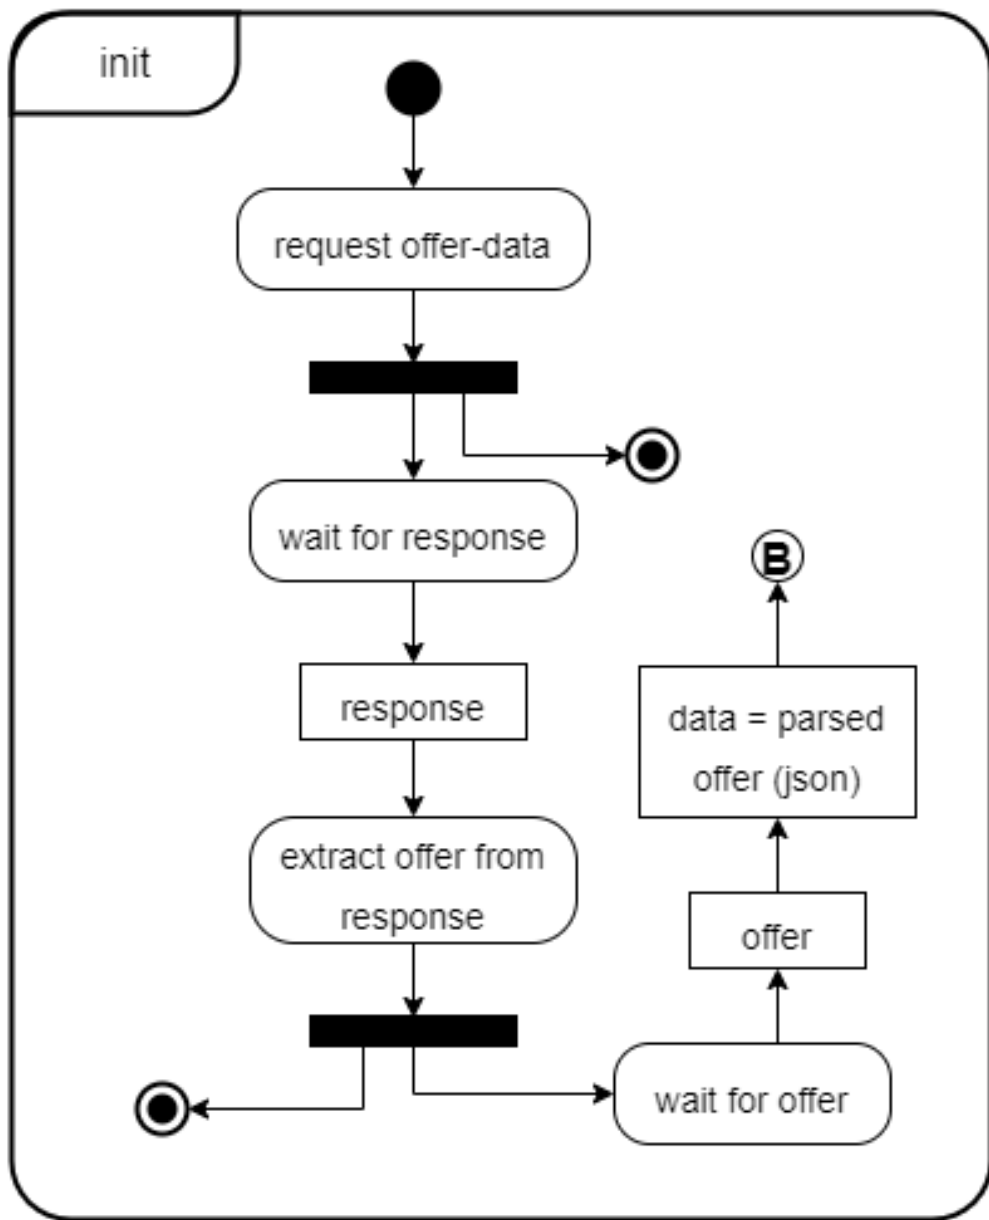 init
request offer-data
wait for response
response
extract offer from
response
wait for offer
offer
data = parsed
offer (json)
B